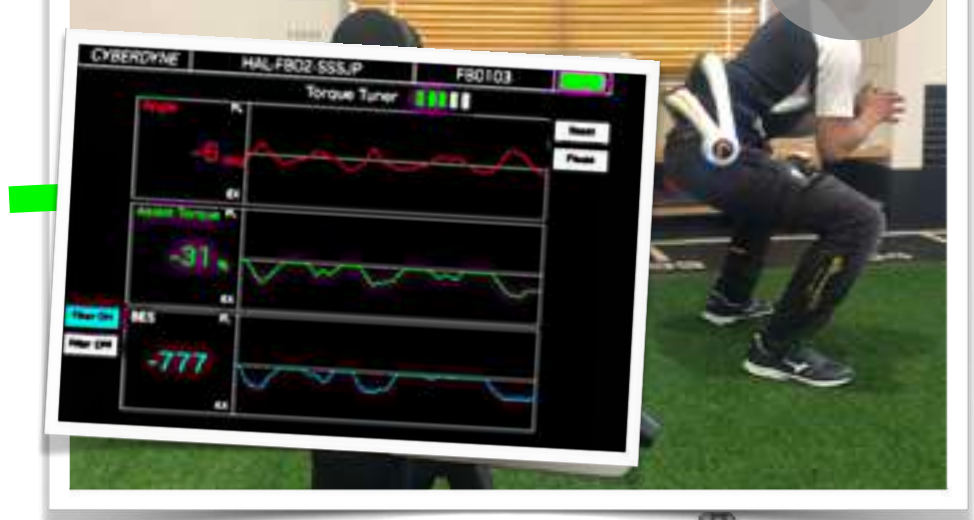 CYBERDYNE HAL-FB02-SSSJP FB0103
Torque Tuner
Angle FL
-6
EX
Reset
Pause
Assist Torque FL
-31
EX
Filter ON
Filter OFF
BES FL
-777
EX